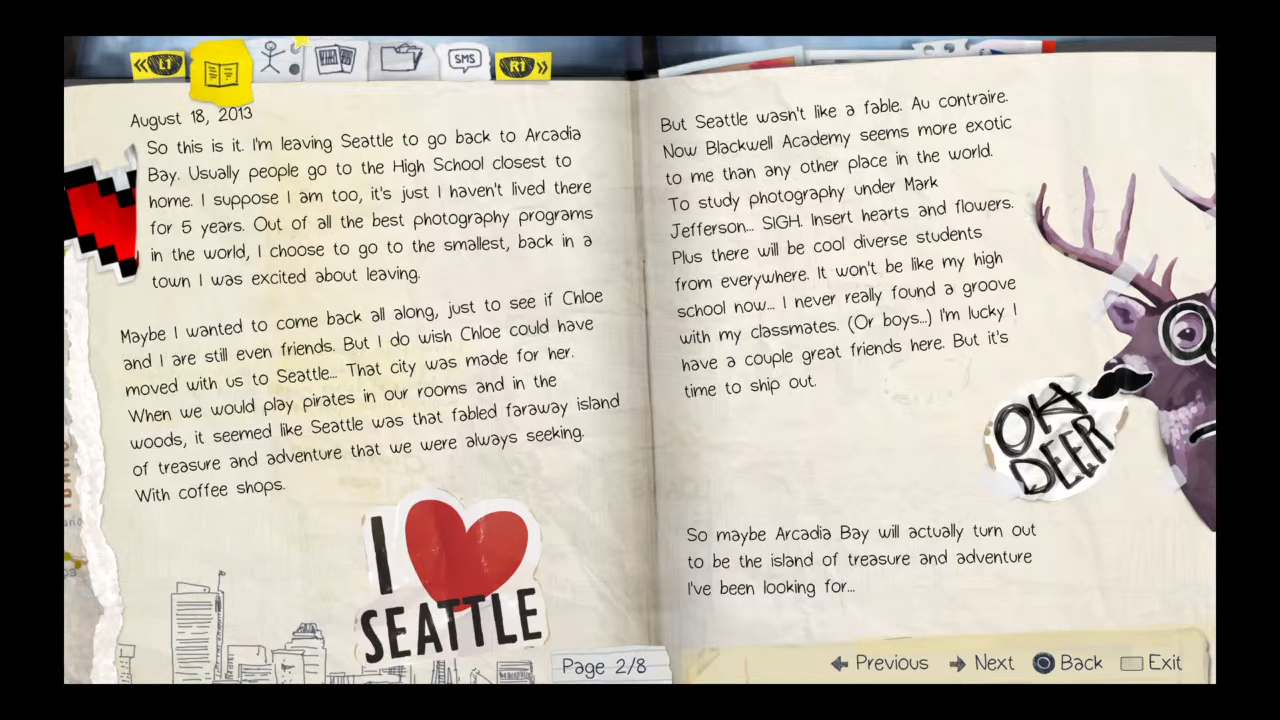 L1
SMS
R1
August 18, 2013
So this is it. I'm leaving Seattle to go back to Arcadia
Bay. Usually people go to the High School closest to
home. I suppose I am too, it's just I haven't lived there
for 5 years. Out of all the best photography programs
in the world, I choose to go to the smallest, back in a
town I was excited about leaving.
Maybe I wanted to come back all along, just to see if Chloe
and I are still even friends. But I do wish Chloe could have
moved with us to Seattle... That city was made for her.
When we would play pirates in our rooms and in the
woods, it seemed like Seattle was that fabled faraway island
of treasure and adventure that we were always seeking.
With coffee shops.
I
SEATTLE
Page 2/8
But Seattle wasn't like a fable. Au contraire.
Now Blackwell Academy seems more exotic
to me than any other place in the world.
To study photography under Mark
Jefferson... SIGH. Insert hearts and flowers.
Plus there will be cool diverse students
from everywhere. It won't be like my high
school now... I never really found a groove
with my classmates. (Or boys...) I'm lucky I
have a couple great friends here. But it's
time to ship out.
OH
DEER
So maybe Arcadia Bay will actually turn out
to be the island of treasure and adventure
I've been looking for...
Previous Next Back Exit